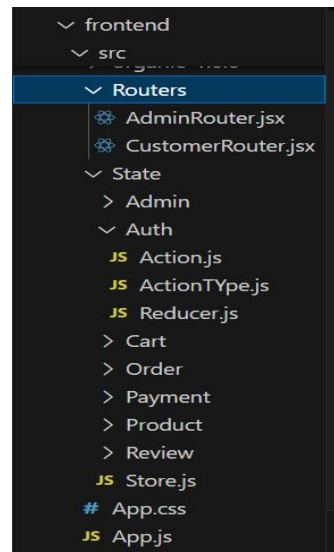 frontend
src
Routers
AdminRouter.jsx
CustomerRouter.jsx
State
Admin
Auth
JS Action.js
JS ActionTYpe.js
JS Reducer.js
Cart
Order
Payment
Product
Review
JS Store.js
# App.css
JS App.js